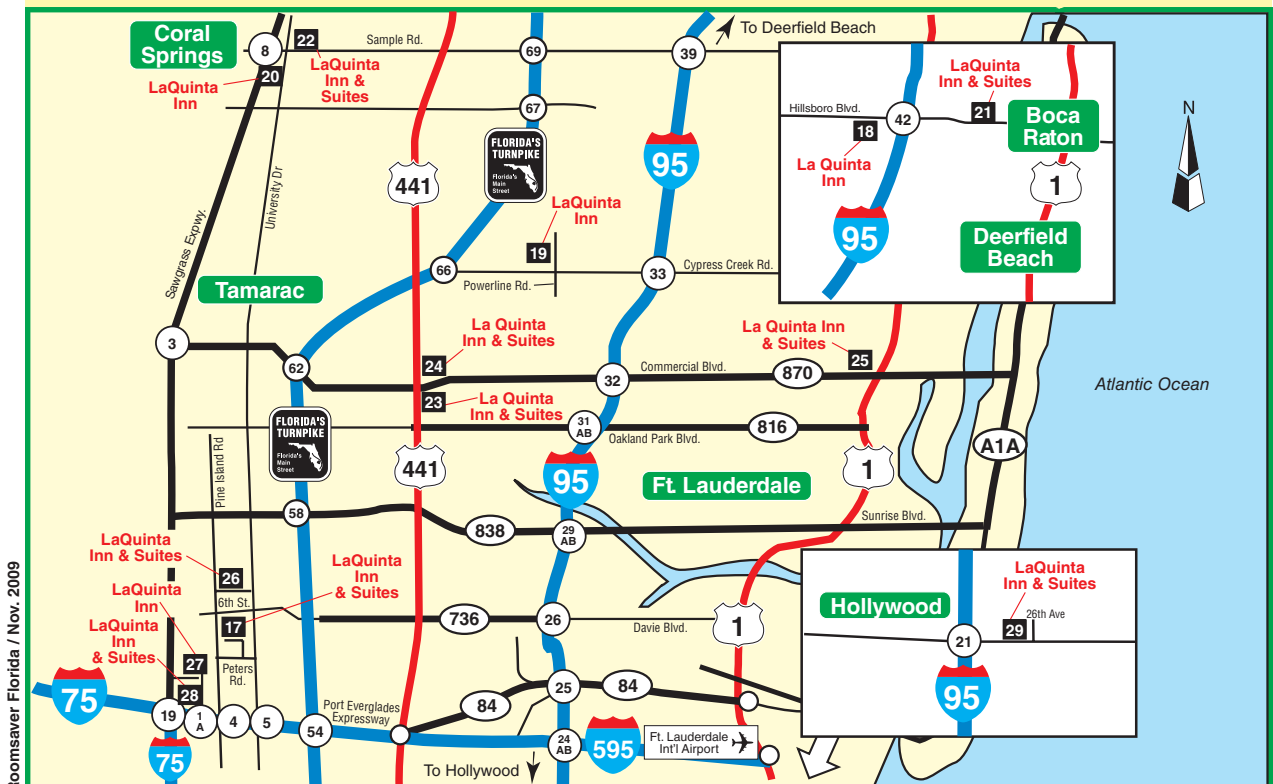 Coral
Springs
8
22
Sample Rd.
69
39
To Deerfield Beach
20
LaQuinta
Inn
LaQuinta
Inn &
Suites
67
FLORIDA'S
TURNPIKE
Florida's
Main
Street
441
95
University Dr
Sawgrass Expwy.
LaQuinta
Inn
19
66
33
Cypress Creek Rd.
Powerline Rd.
Tamarac
LaQuinta
Inn & Suites
21
Hillsboro Blvd.
42
18
La Quinta
Inn
Boca
Raton
1
95
Deerfield
Beach
N
3
62
La Quinta
Inn & Suites
24
La Quinta Inn
& Suites
25
32
Commercial Blvd.
870
23
La Quinta
Inn & Suites
Atlantic Ocean
FLORIDA'S
TURNPIKE
Florida's
Main
Street
31
AB
Oakland Park Blvd.
816
A1A
Pine Island Rd
441
95
1
Ft. Lauderdale
58
838
29
AB
Sunrise Blvd.
LaQuinta
Inn & Suites
26
LaQuinta
Inn
& Suites
6th St.
LaQuinta
Inn
17
736
26
Davie Blvd.
1
LaQuinta
Inn
& Suites
27
28
Peters
Rd.
Hollywood
LaQuinta
Inn & Suites
29
26th Ave
21
95
75
19
1
A
4
5
54
Port Everglades
Expressway
84
25
84
24
AB
595
Ft. Lauderdale
Int'l Airport
75
To Hollywood
Roomsaver Florida / Nov. 2009